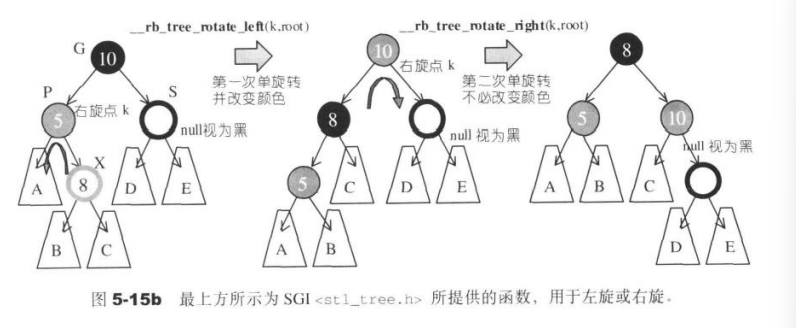 __rb_tree_rotate_left(k,root)
__rb_tree_rotate_right(k,root)
G
10
第一次单旋转
并改变颜色
10
右旋点 k
第二次单旋转
不必改变颜色
8
P
5
右旋点 k
S
null视为黑
8
null 视为黑
5
10
null 视为黑
A
X
8
D
E
5
C
D
E
A
B
C
B
C
A
B
D
E
图 5-15b 最上方所示为 SGI <stl_tree.h> 所提供的函数，用于左旋或右旋。